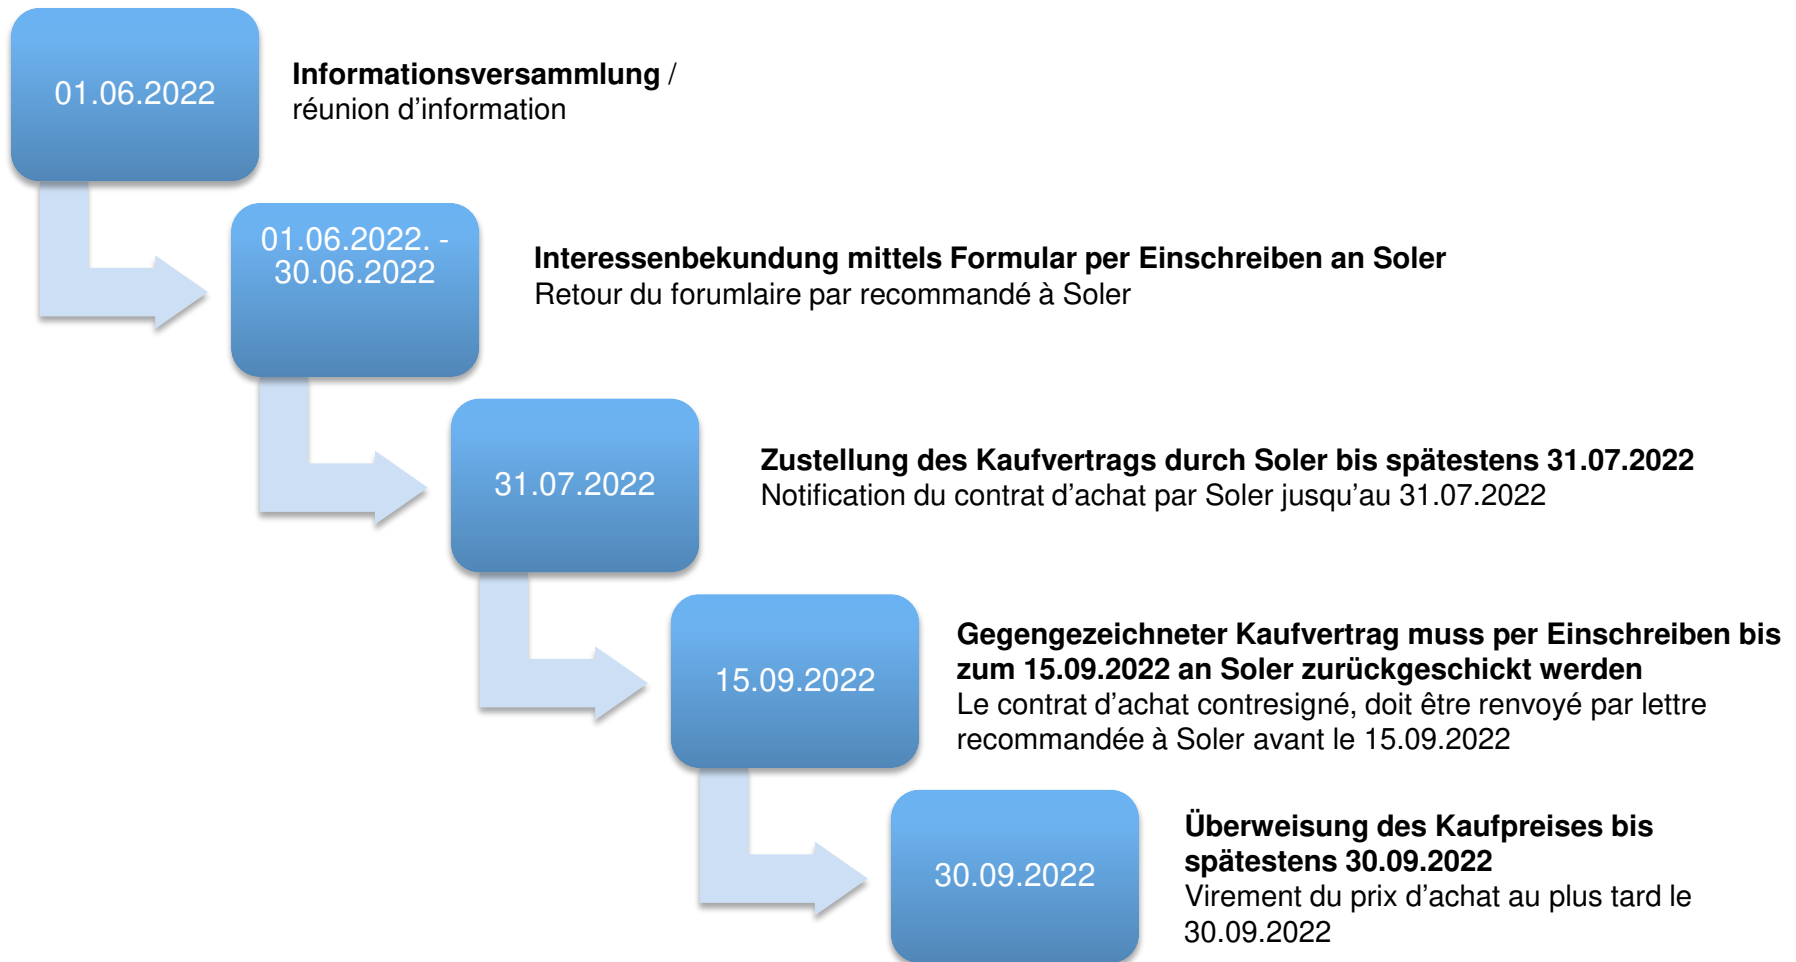 01.06.2022
Informationsversammlung /
réunion d’information
01.06.2022. -
30.06.2022
Interessenbekundung mittels Formular per Einschreiben an Soler
Retour du forumlaire par recommandé à Soler
31.07.2022
Zustellung des Kaufvertrags durch Soler bis spätestens 31.07.2022
Notification du contrat d’achat par Soler jusqu’au 31.07.2022
15.09.2022
Gegengezeichneter Kaufvertrag muss per Einschreiben bis
zum 15.09.2022 an Soler zurückgeschickt werden
Le contrat d’achat contresigné, doit être renvoyé par lettre
recommandée à Soler avant le 15.09.2022
30.09.2022
Überweisung des Kaufpreises bis
spätestens 30.09.2022
Virement du prix d’achat au plus tard le
30.09.2022